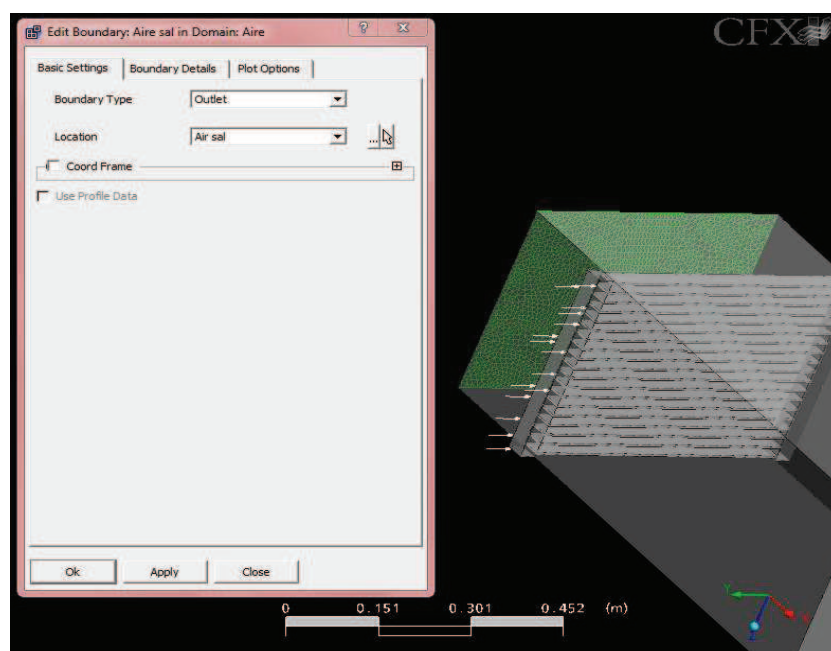 Edit Boundary: Aire sal in Domain: Aire
CFX
Basic Settings Boundary Details Plot Options
Boundary Type Outlet
Location Air sal ...
Coord Frame
Use Profile Data
Ok Apply Close
0 0.151 0.301 0.452 (m)
Y X